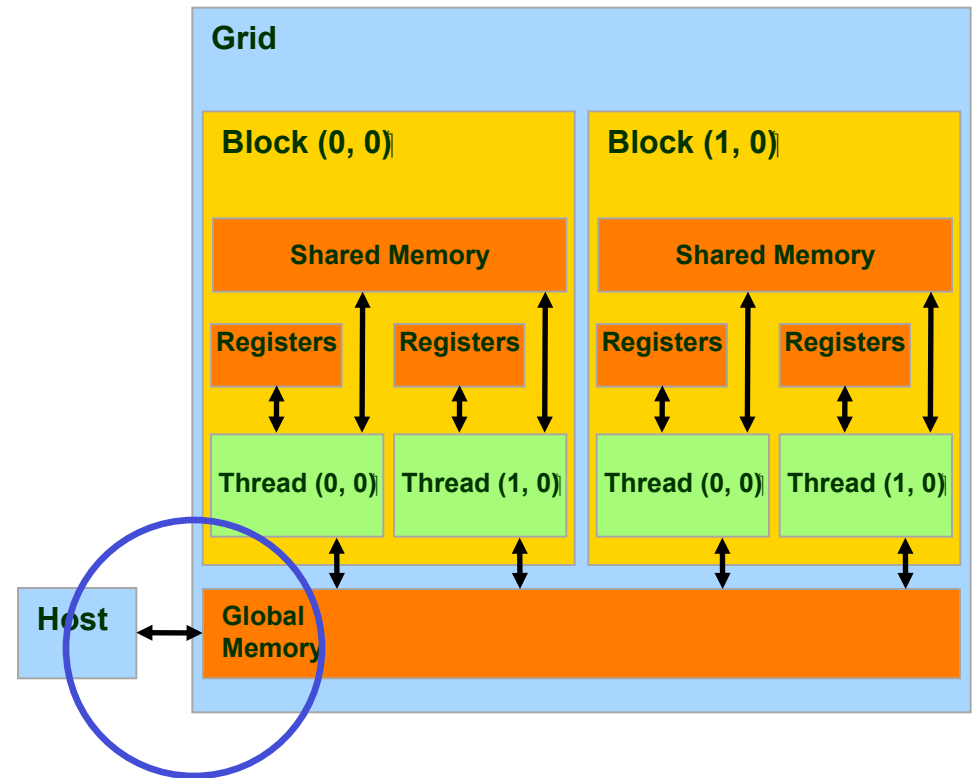 Grid
Block (0, 0)
Block (1, 0)
Shared Memory
Shared Memory
Registers
Registers
Registers
Registers
Thread (0, 0)
Thread (1, 0)
Thread (0, 0)
Thread (1, 0)
Host
Global
Memory